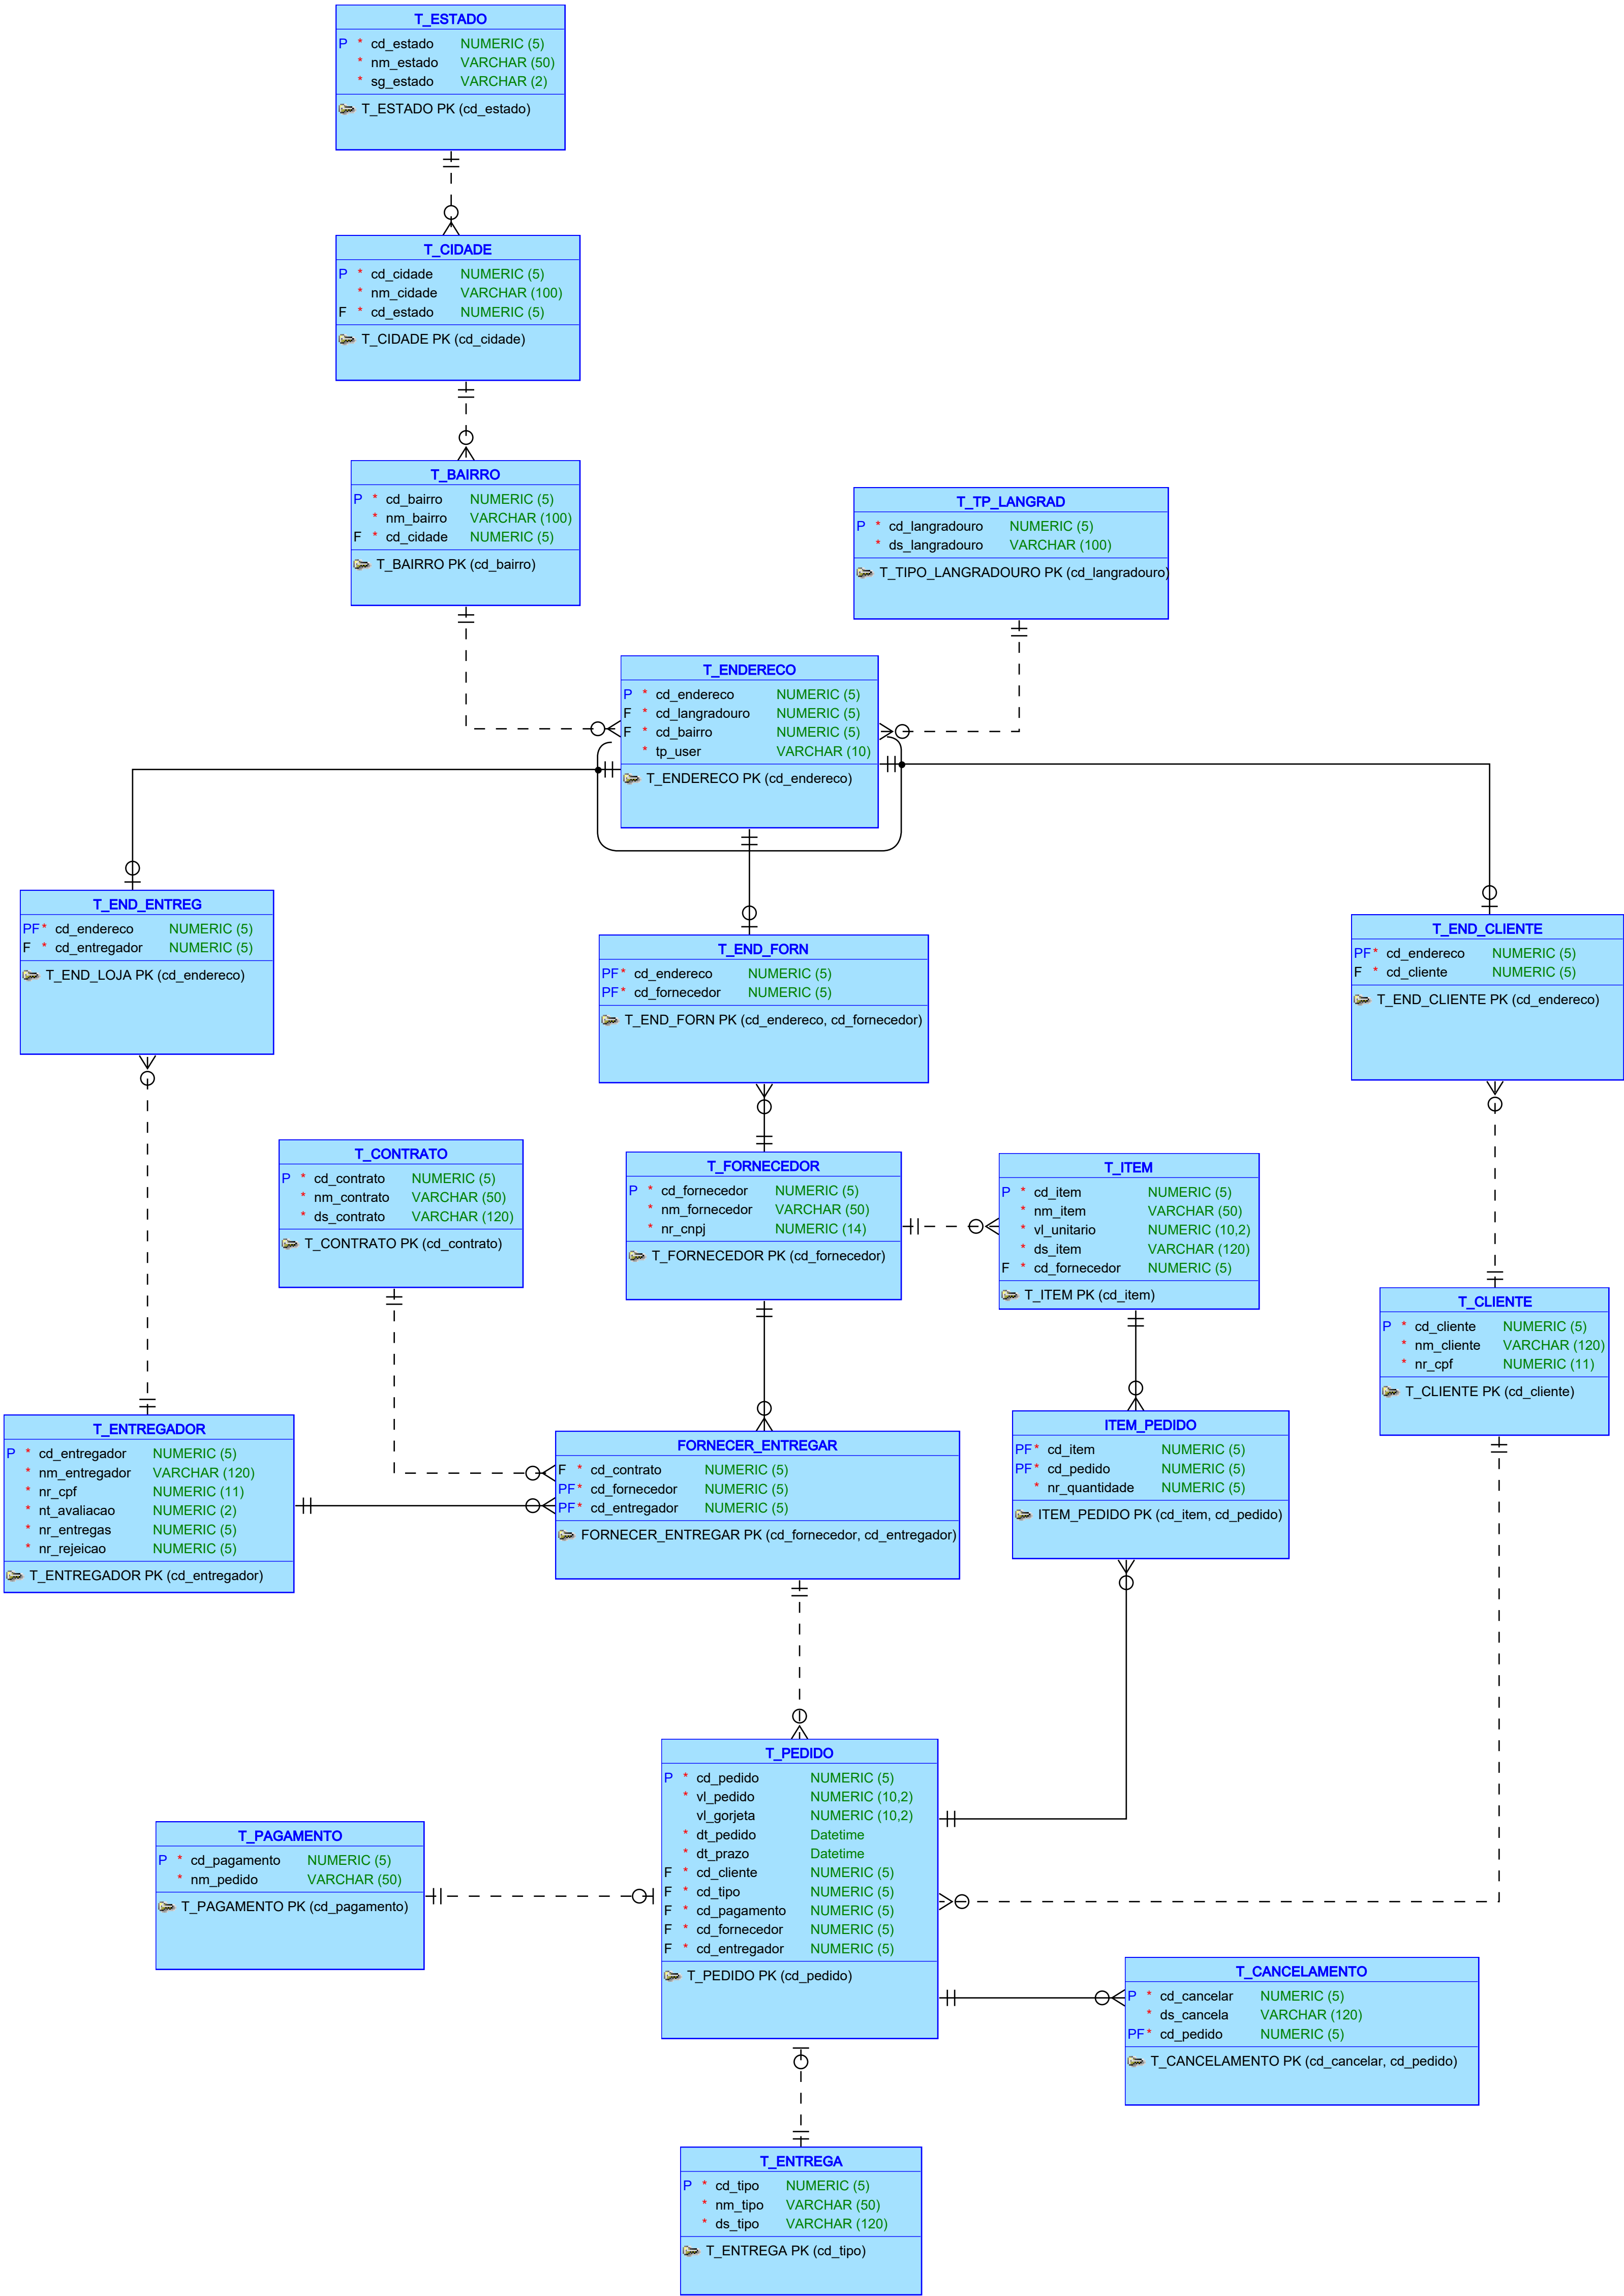 T_ESTADO
P * cd_estado NUMERIC (5)
* nm_estado VARCHAR (50)
* sg_estado VARCHAR (2)
T_ESTADO PK (cd_estado)
T_CIDADE
P * cd_cidade NUMERIC (5)
* nm_cidade VARCHAR (100)
F * cd_estado NUMERIC (5)
T_CIDADE PK (cd_cidade)
T_BAIRRO
P * cd_bairro NUMERIC (5)
* nm_bairro VARCHAR (100)
F * cd_cidade NUMERIC (5)
T_BAIRRO PK (cd_bairro)
T_TP_LANGRAD
P * cd_langradouro NUMERIC (5)
* ds_langradouro VARCHAR (100)
T_TIPO_LANGRADOURO PK (cd_langradouro)
T_ENDERECO
P * cd_endereco NUMERIC (5)
F * cd_langradouro NUMERIC (5)
F * cd_bairro NUMERIC (5)
* tp_user VARCHAR (10)
T_ENDERECO PK (cd_endereco)
T_END_ENTREG
PF * cd_endereco NUMERIC (5)
F * cd_entregador NUMERIC (5)
T_END_LOJA PK (cd_endereco)
T_END_FORN
PF * cd_endereco NUMERIC (5)
PF * cd_fornecedor NUMERIC (5)
T_END_FORN PK (cd_endereco, cd_fornecedor)
T_END_CLIENTE
PF * cd_endereco NUMERIC (5)
F * cd_cliente NUMERIC (5)
T_END_CLIENTE PK (cd_endereco)
T_CONTRATO
P * cd_contrato NUMERIC (5)
* nm_contrato VARCHAR (50)
* ds_contrato VARCHAR (120)
T_CONTRATO PK (cd_contrato)
T_FORNECEDOR
P * cd_fornecedor NUMERIC (5)
* nm_fornecedor VARCHAR (50)
* nr_cnpj NUMERIC (14)
T_FORNECEDOR PK (cd_fornecedor)
T_ITEM
P * cd_item NUMERIC (5)
* nm_item VARCHAR (50)
* vl_unitario NUMERIC (10,2)
* ds_item VARCHAR (120)
F * cd_fornecedor NUMERIC (5)
T_ITEM PK (cd_item)
T_CLIENTE
P * cd_cliente NUMERIC (5)
* nm_cliente VARCHAR (120)
* nr_cpf NUMERIC (11)
T_CLIENTE PK (cd_cliente)
T_ENTREGADOR
P * cd_entregador NUMERIC (5)
* nm_entregador VARCHAR (120)
* nr_cpf NUMERIC (11)
* nt_avaliacao NUMERIC (2)
* nr_entregas NUMERIC (5)
* nr_rejeicao NUMERIC (5)
T_ENTREGADOR PK (cd_entregador)
FORNECER_ENTREGAR
F * cd_contrato NUMERIC (5)
PF * cd_fornecedor NUMERIC (5)
PF * cd_entregador NUMERIC (5)
FORNECER_ENTREGAR PK (cd_fornecedor, cd_entregador)
ITEM_PEDIDO
PF * cd_item NUMERIC (5)
PF * cd_pedido NUMERIC (5)
* nr_quantidade NUMERIC (5)
ITEM_PEDIDO PK (cd_item, cd_pedido)
T_PEDIDO
P * cd_pedido NUMERIC (5)
* vl_pedido NUMERIC (10,2)
vl_gorjeta NUMERIC (10,2)
* dt_pedido Datetime
* dt_prazo Datetime
F * cd_cliente NUMERIC (5)
F * cd_tipo NUMERIC (5)
F * cd_pagamento NUMERIC (5)
F * cd_fornecedor NUMERIC (5)
F * cd_entregador NUMERIC (5)
T_PEDIDO PK (cd_pedido)
T_PAGAMENTO
P * cd_pagamento NUMERIC (5)
* nm_pedido VARCHAR (50)
T_PAGAMENTO PK (cd_pagamento)
T_CANCELAMENTO
P * cd_cancelar NUMERIC (5)
* ds_cancela VARCHAR (120)
PF * cd_pedido NUMERIC (5)
T_CANCELAMENTO PK (cd_cancelar, cd_pedido)
T_ENTREGA
P * cd_tipo NUMERIC (5)
* nm_tipo VARCHAR (50)
* ds_tipo VARCHAR (120)
T_ENTREGA PK (cd_tipo)